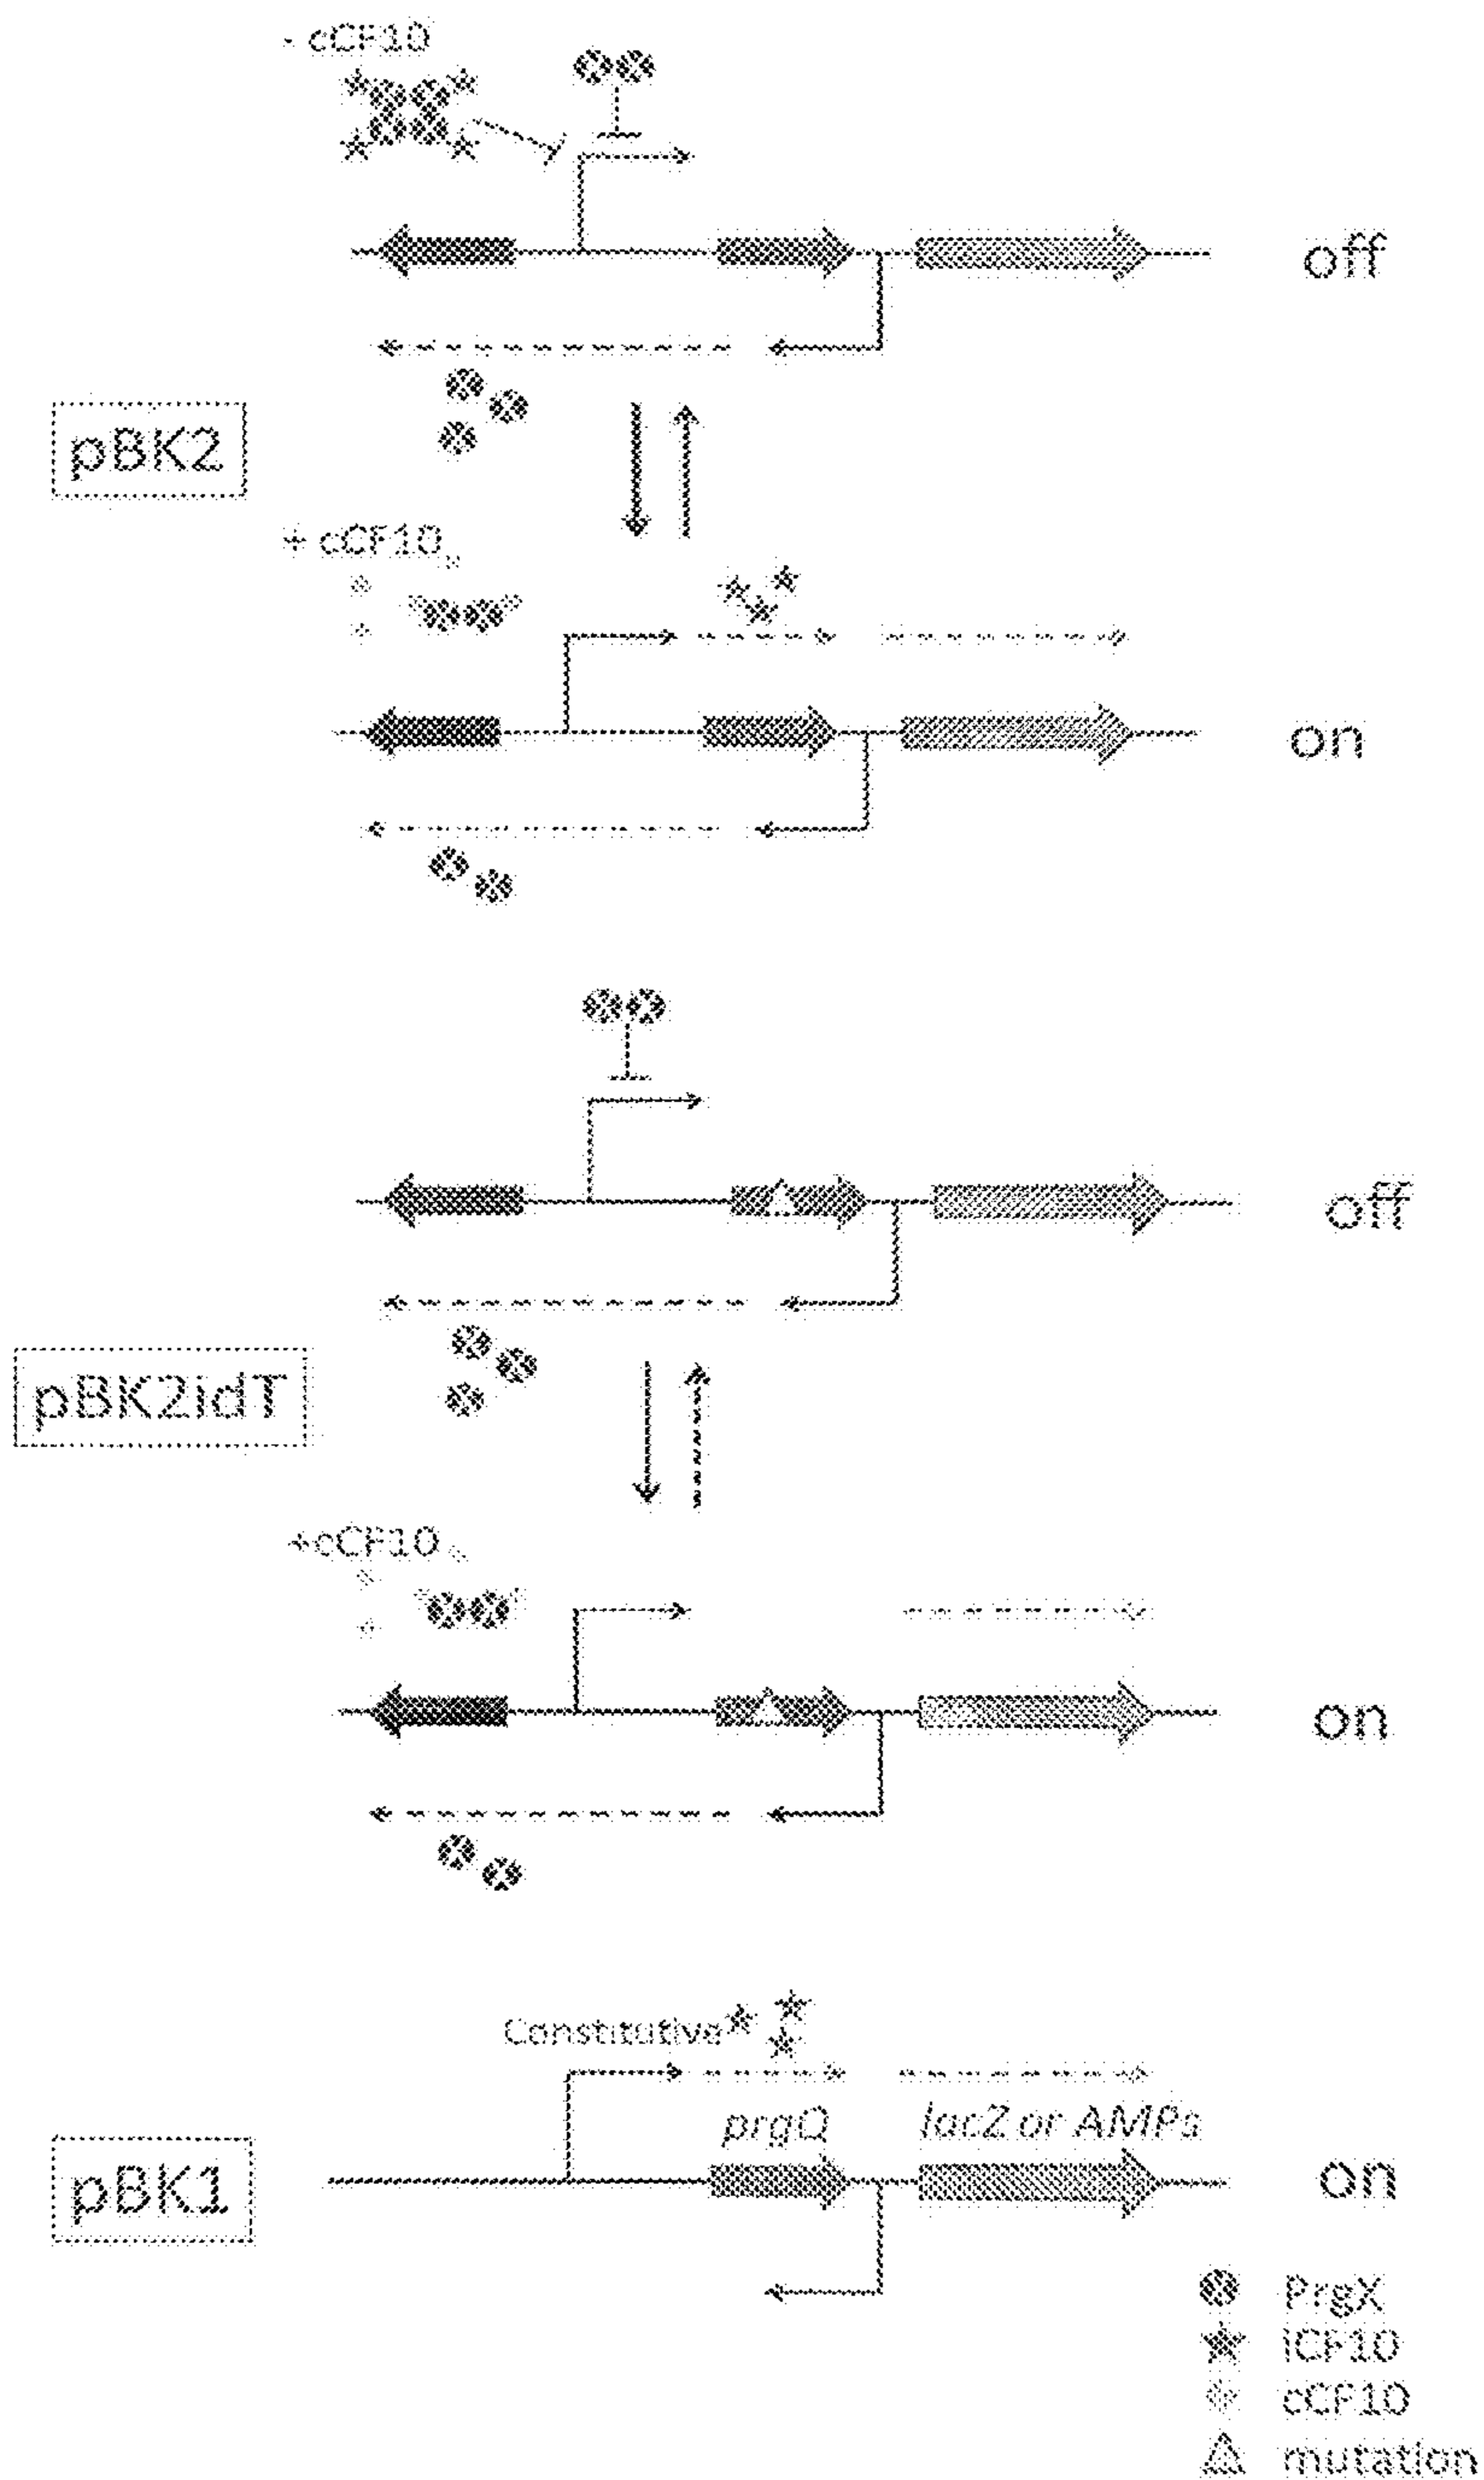 - cCF10
off
pBK2
+ cCF10
on
off
pBK2idT
+cCF10
on
Constitutive
prgQ
lacZ or AMPs
pBK1
on
PrgX
iCF10
cCF10
mutation